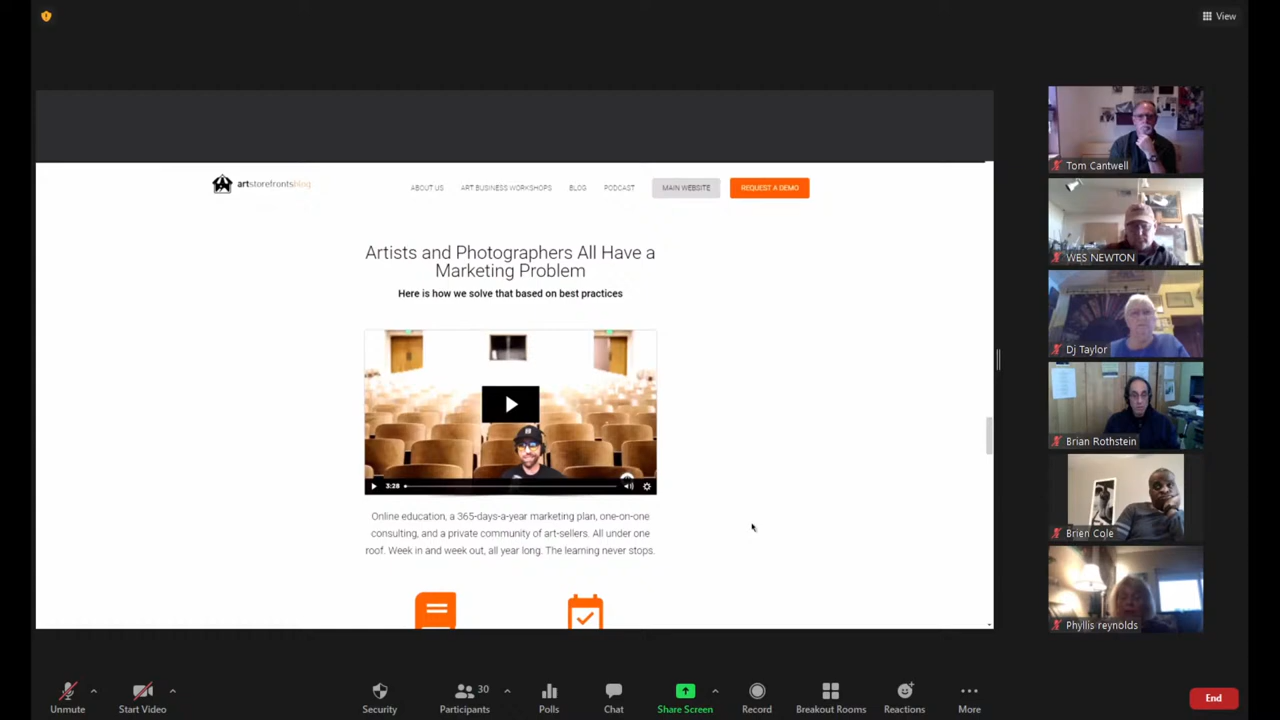 View
artstorefrontsblog
ABOUT US ART BUSINESS WORKSHOPS BLOG PODCAST MAIN WEBSITE REQUEST A DEMO
Artists and Photographers All Have a
Marketing Problem
Here is how we solve that based on best practices
3:28
Online education, a 365-days-a-year marketing plan, one-on-one
consulting, and a private community of art-sellers. All under one
roof. Week in and week out, all year long. The learning never stops.
Tom Cantwell
WES NEWTON
Dj Taylor
Brian Rothstein
Brien Cole
Phyllis reynolds
Unmute Start Video Security Participants 30 Polls Chat Share Screen Record Breakout Rooms Reactions More End